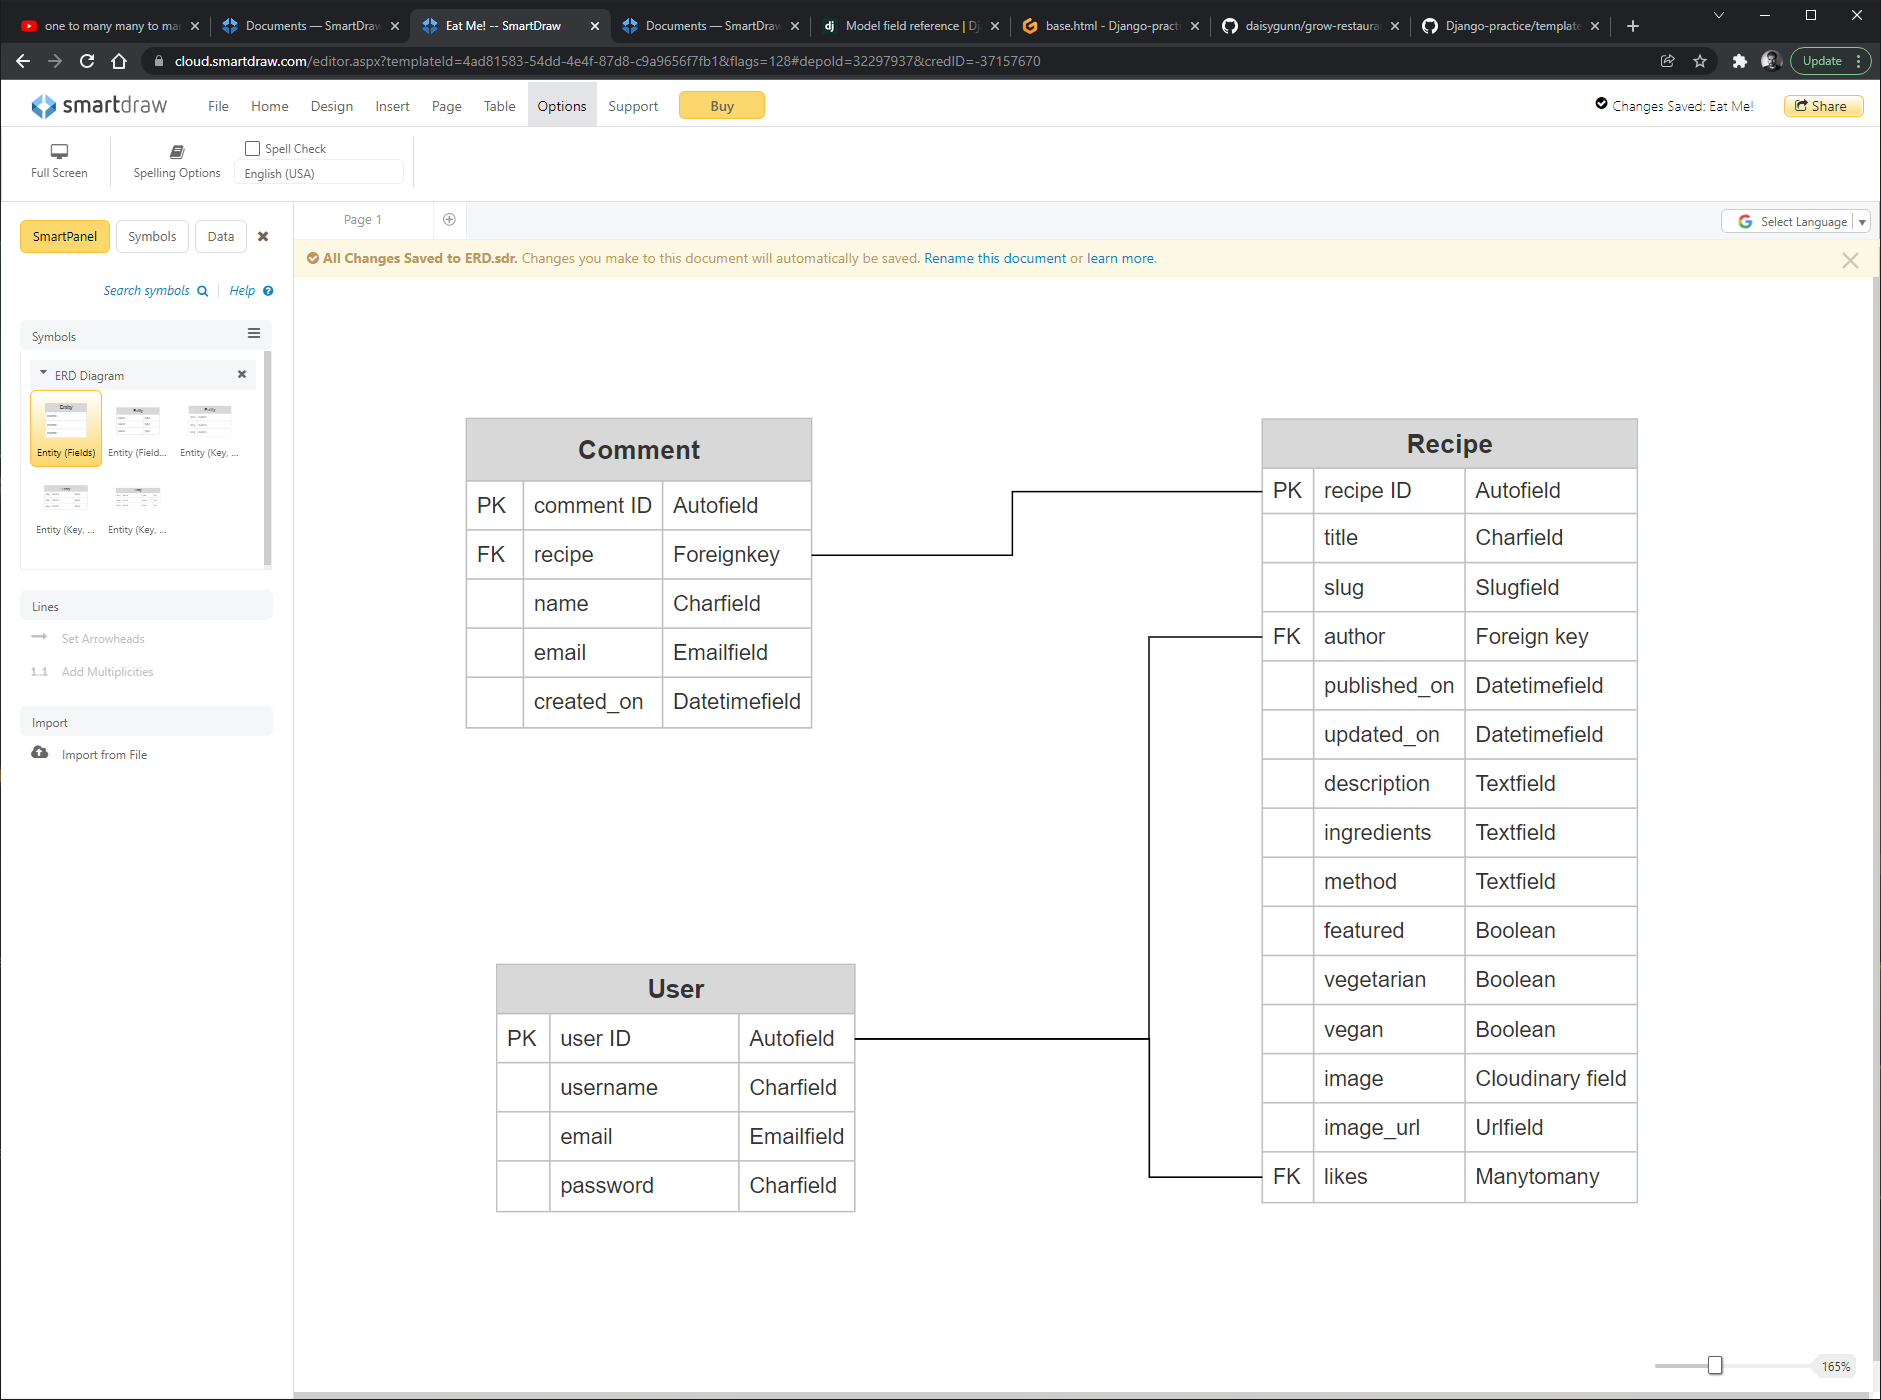 one to many many to ma
Documents — SmartDraw
Eat Me! -- SmartDraw
Documents — SmartDraw
Model field reference | Dj
base.html - Django-practi
daisygunn/grow-restaura
Django-practice/template
cloud.smartdraw.com/editor.aspx?templateId=4ad81583-54dd-4e4f-87d8-c9a9656f7fb1&flags=128#depoId=32297937&credID=-37157670
Update
smartdraw
File
Home
Design
Insert
Page
Table
Options
Support
Buy
Changes Saved: Eat Me!
Share
Full Screen
Spelling Options
Spell Check
English (USA)
SmartPanel
Symbols
Data
Page 1
Select Language
All Changes Saved to ERD.sdr. Changes you make to this document will automatically be saved. Rename this document or learn more.
Search symbols
Help
Symbols
ERD Diagram
Entity (Fields)
Entity (Field...
Entity (Key, ...
Entity (Key, ...
Entity (Key, ...
Lines
Set Arrowheads
1..1 Add Multiplicities
Import
Import from File
Comment
PK comment ID Autofield
FK recipe Foreignkey
name Charfield
email Emailfield
created_on Datetimefield
User
PK user ID Autofield
username Charfield
email Emailfield
password Charfield
Recipe
PK recipe ID Autofield
title Charfield
slug Slugfield
FK author Foreign key
published_on Datetimefield
updated_on Datetimefield
description Textfield
ingredients Textfield
method Textfield
featured Boolean
vegetarian Boolean
vegan Boolean
image Cloudinary field
image_url Urlfield
FK likes Manytomany
165%